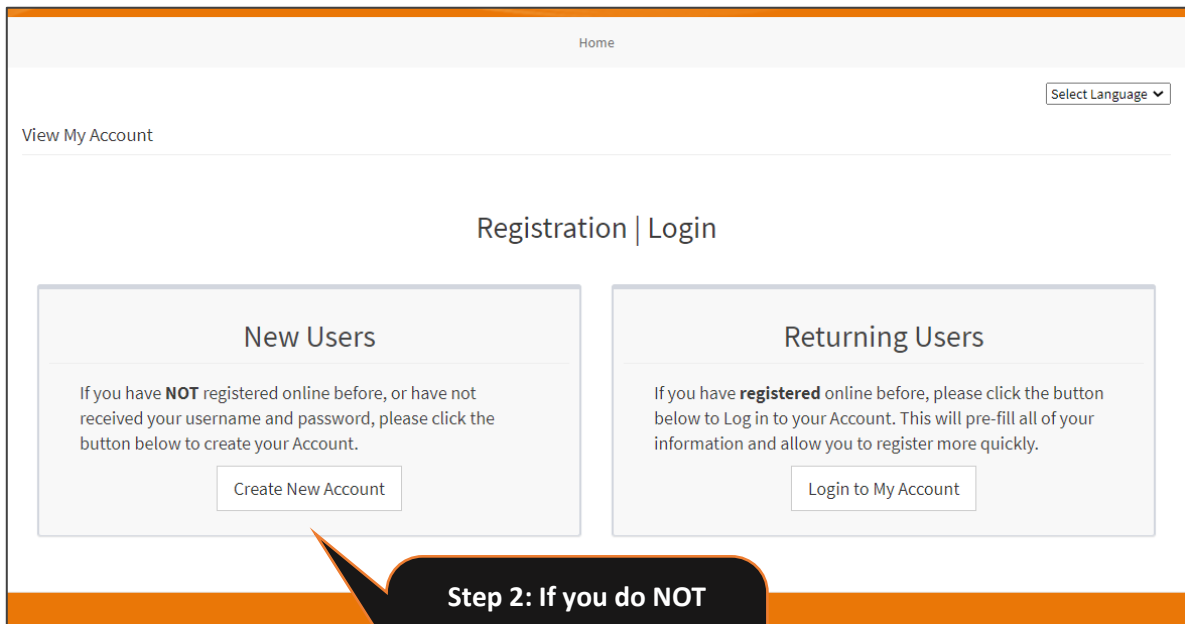 Home
Select Language
View My Account
Registration | Login
New Users
If you have NOT registered online before, or have not
received your username and password, please click the
button below to create your Account.
Create New Account
Returning Users
If you have registered online before, please click the button
below to Log in to your Account. This will pre-fill all of your
information and allow you to register more quickly.
Login to My Account
Step 2: If you do NOT